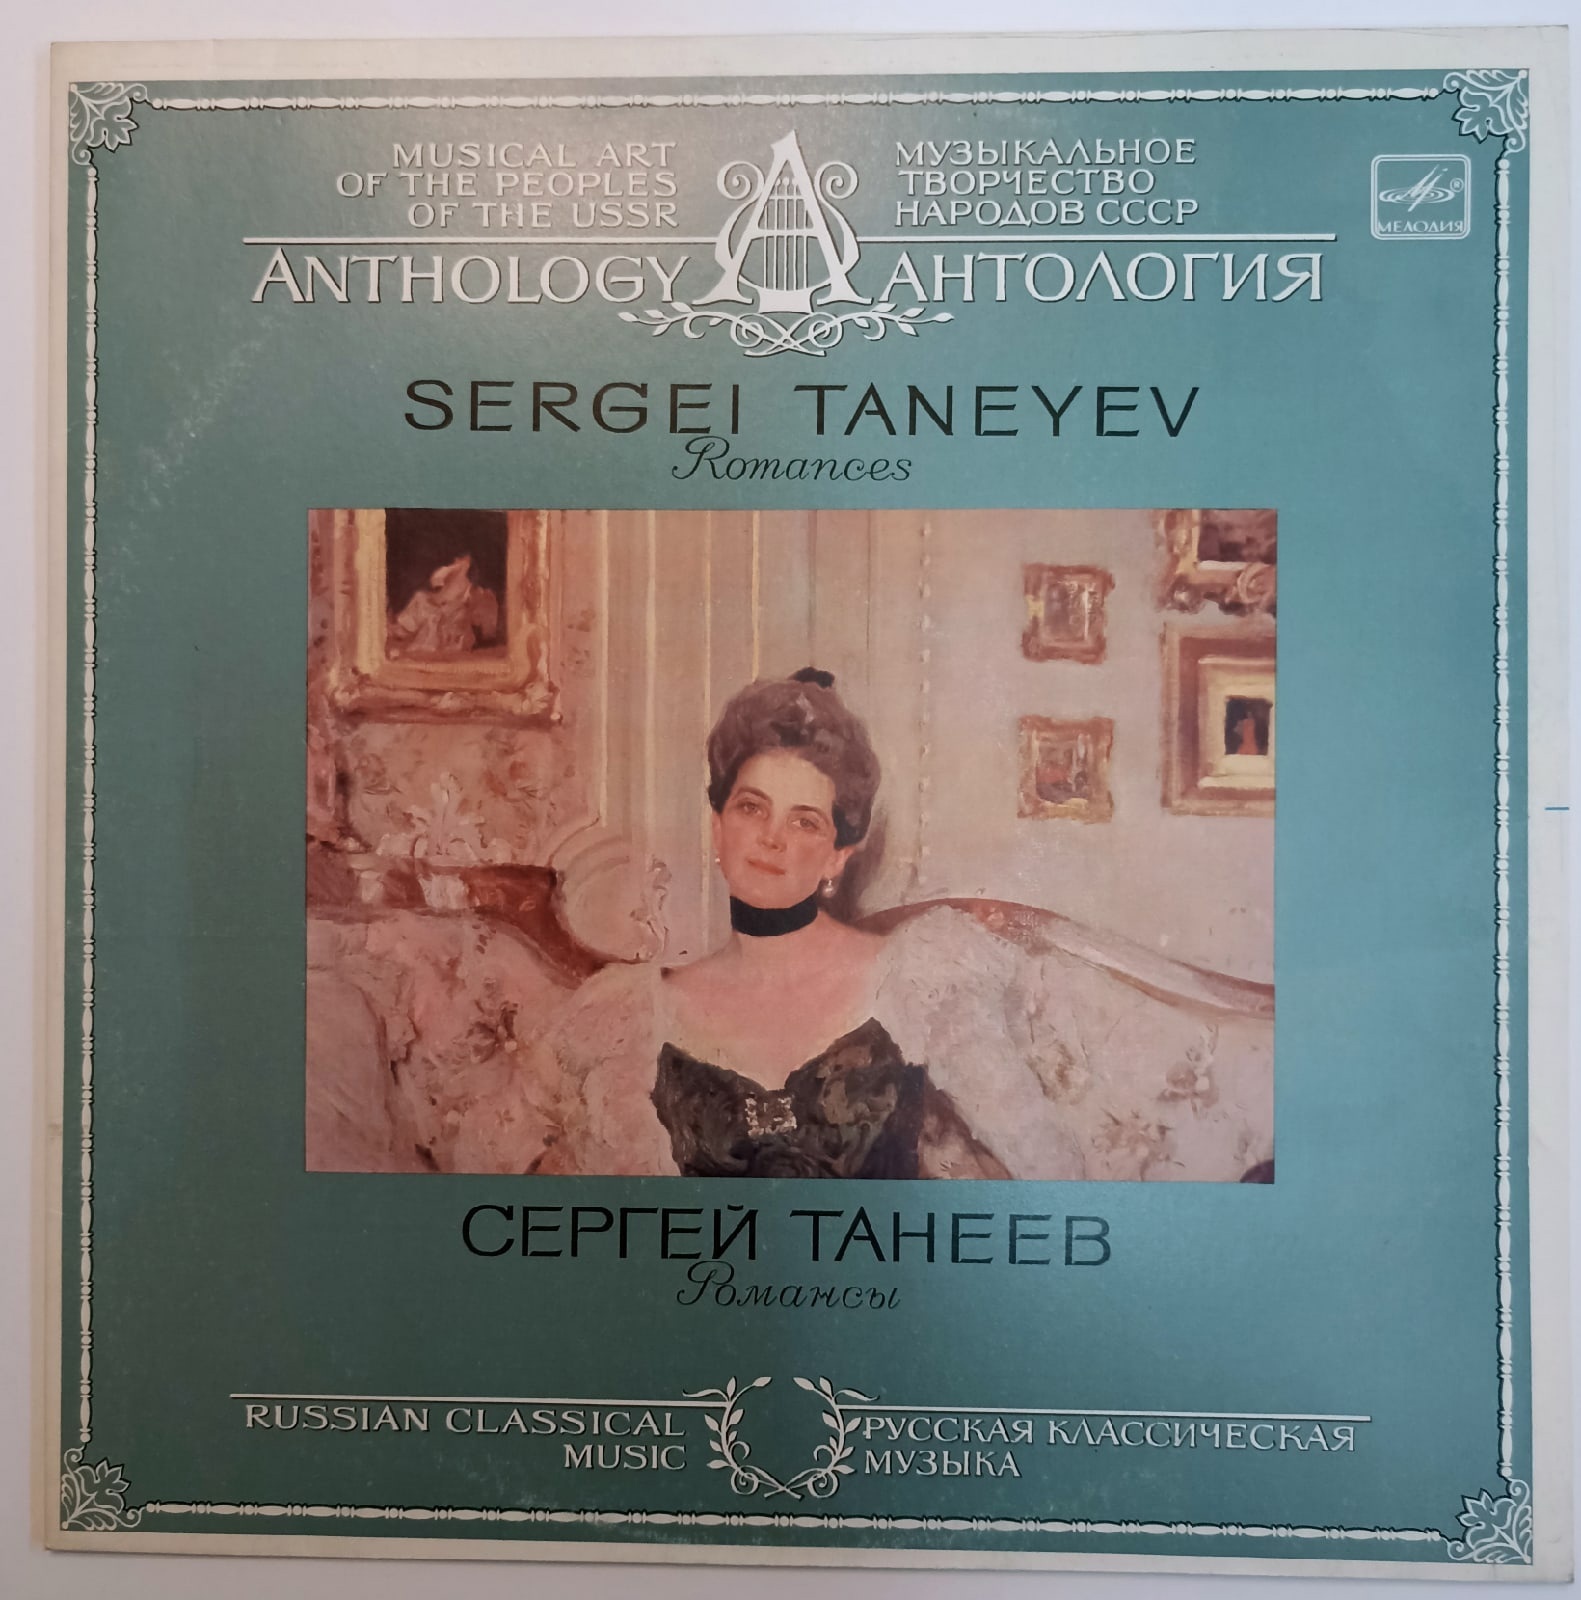 MUSICAL ART
OF THE PEOPLES
OF THE USSR
МУЗЫКАЛЬНОЕ
ТВОРЧЕСТВО
НАРОДОВ СССР
МЕЛОДИЯ
ANTHOLOGY
А
АНТОЛОГИЯ
SERGEI TANEYEV
Romances
СЕРГЕЙ ТАНЕЕВ
Романсы
RUSSIAN CLASSICAL
MUSIC
РУССКАЯ КЛАССИЧЕСКАЯ
МУЗЫКА